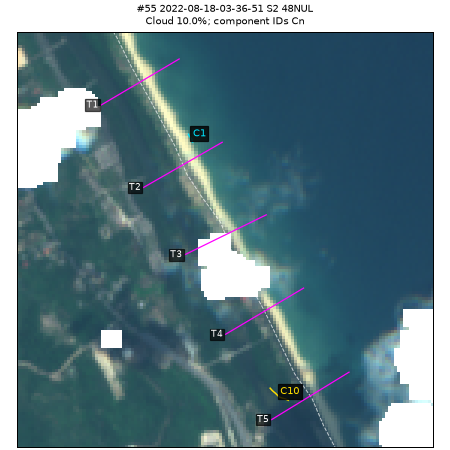 #55 2022-08-18-03-36-51 S2 48NUL
Cloud 10.0%; component IDs Cn
T1
C1
T2
T3
T4
C10
T5